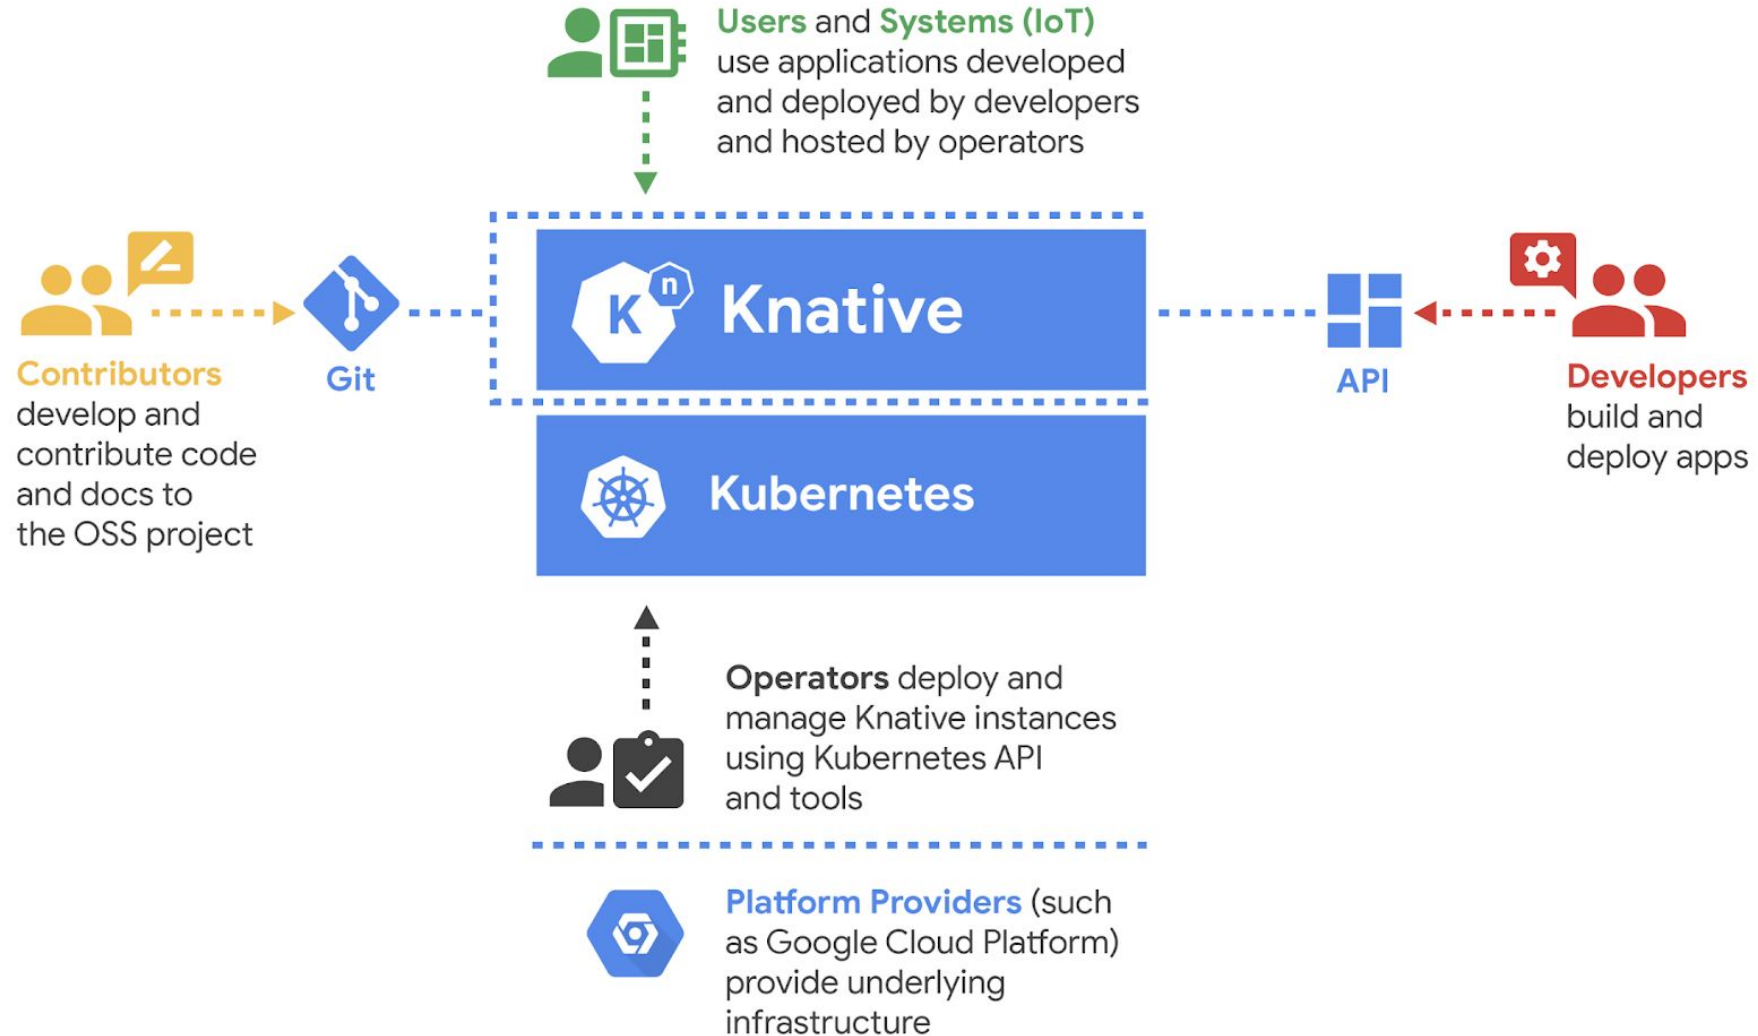 Users and Systems (IoT)
use applications developed
and deployed by developers
and hosted by operators
K
n
Knative
Contributors
develop and
contribute code
and docs to
the OSS project
Git
API
Developers
build and
deploy apps
Kubernetes
Operators deploy and
manage Knative instances
using Kubernetes API
and tools
Platform Providers (such
as Google Cloud Platform)
provide underlying
infrastructure